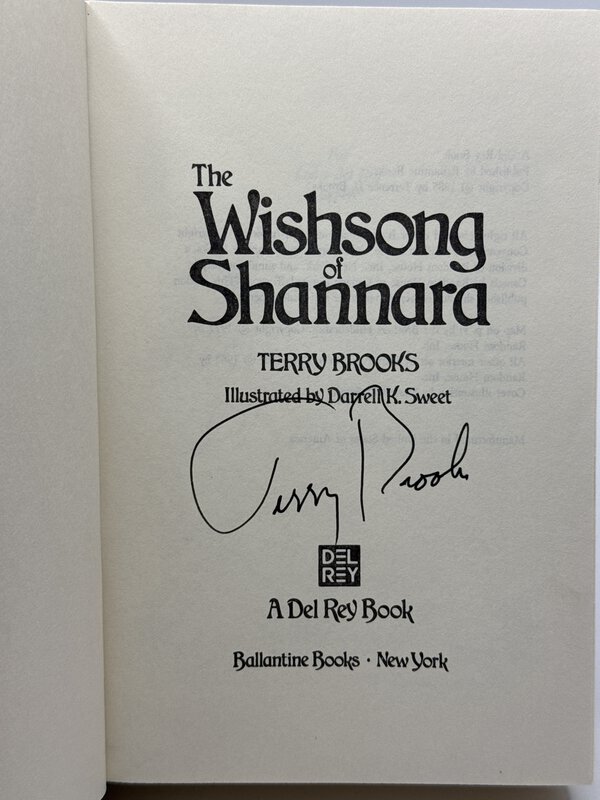 The
Wishsong
of
Shannara
TERRY BROOKS
Illustrated by Darrell K. Sweet
Terry Brooks
DEL
REY
A Del Rey Book
Ballantine Books · New York